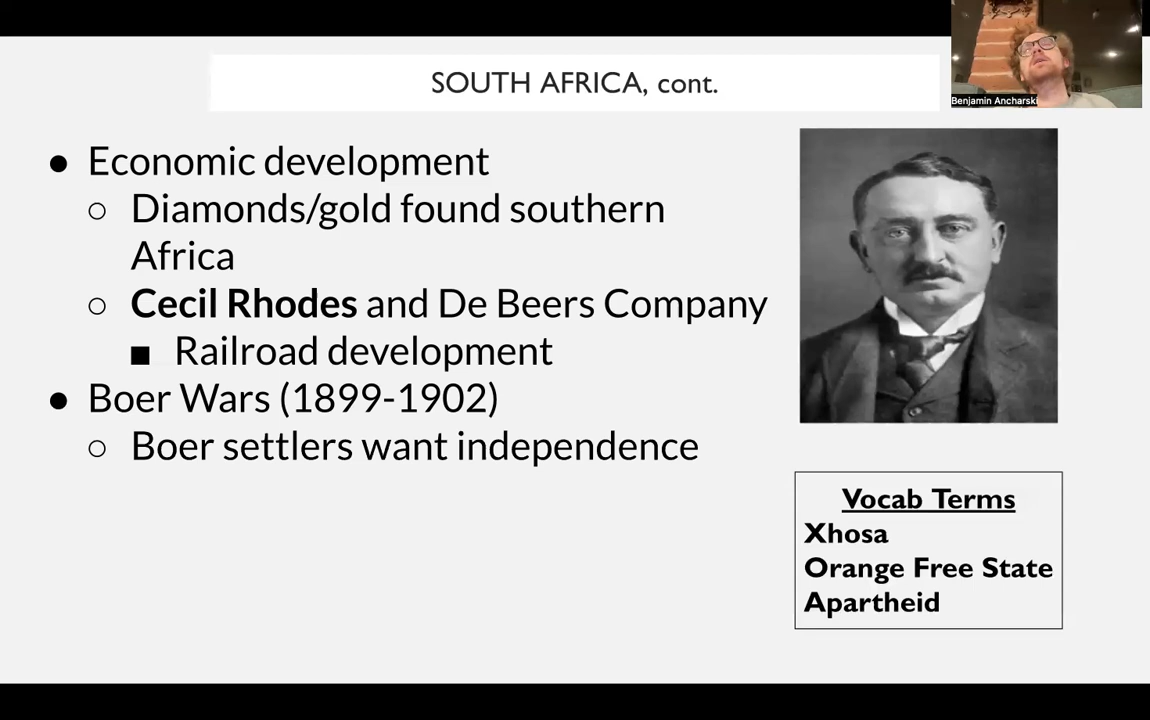 SOUTH AFRICA, cont.
Benjamin Ancharski
● Economic development
○ Diamonds/gold found southern
Africa
○ Cecil Rhodes and De Beers Company
■ Railroad development
● Boer Wars (1899-1902)
○ Boer settlers want independence
Vocab Terms
Xhosa
Orange Free State
Apartheid